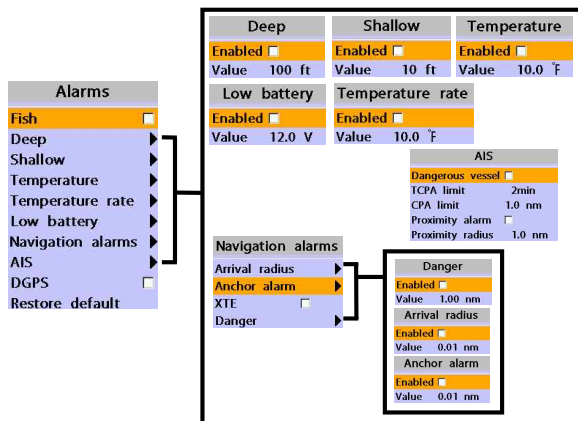 Alarms
Fish
Deep
Shallow
Temperature
Temperature rate
Low battery
Navigation alarms
AIS
DGPS
Restore default
Deep
Enabled
Value 100 ft
Shallow
Enabled
Value 10 ft
Temperature
Enabled
Value 10.0 °F
Low battery
Enabled
Value 12.0 V
Temperature rate
Enabled
Value 10.0 °F
AIS
Dangerous vessel
TCPA limit 2min
CPA limit 1.0 nm
Proximity alarm
Proximity radius 1.0 nm
Navigation alarms
Arrival radius
Anchor alarm
XTE
Danger
Danger
Enabled
Value 1.00 nm
Arrival radius
Enabled
Value 0.01 nm
Anchor alarm
Enabled
Value 0.01 nm